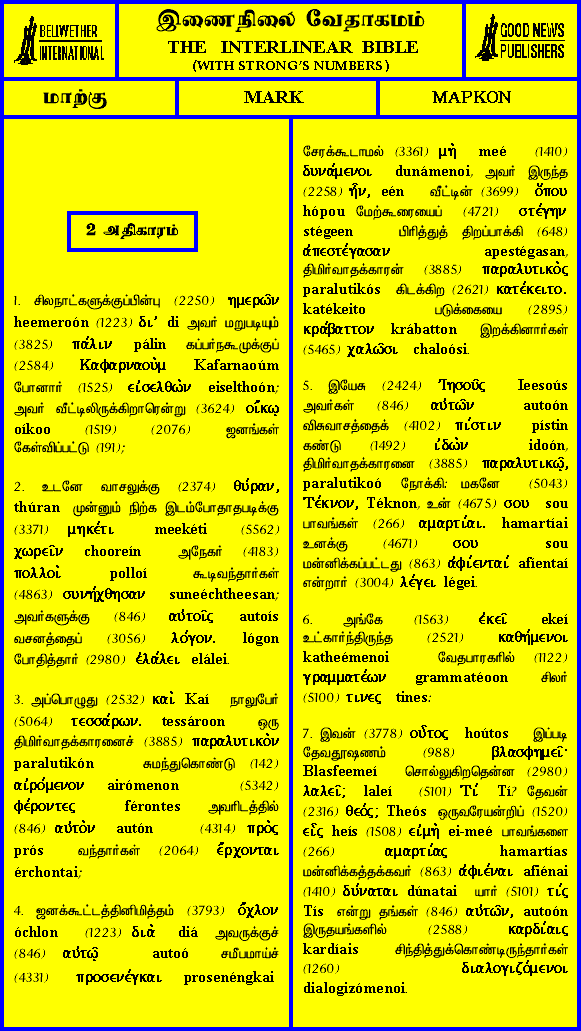 BELLWETHER
INTERNATIONAL
இணைநிலை வேதாகமம்
THE INTERLINEAR BIBLE
(WITH STRONG'S NUMBERS)
GOOD NEWS
PUBLISHERS
மாற்கு
MARK
ΜΑΡΚΟΝ
2 அதிகாரம்
1. சிலநாட்களுக்குப்பின்பு (2250) ημερῶν
heemeroón (1223) δι’ di அவர் மறுபடியும்
(3825) πάλιν pálin கப்பர்நகூமுக்குப்
(2584) Καφαρναοὺμ Kafarnaoúm
போனார் (1525) εἰσελθὼν eiselthoón;
அவர் வீட்டிலிருக்கிறாரென்று (3624) οἴκῳ
oíkoo (1519) (2076) ஜனங்கள்
கேள்விப்பட்டு (191);
2. உடனே வாசலுக்கு (2374) θύραν,
thúran முன்னும் நிற்க இடம்போதாதபடிக்கு
(3371) μηκέτι meekéti (5562)
χωρεῖν chooreín அநேகர் (4183)
πολλοὶ polloí கூடிவந்தார்கள்
(4863) συνήχθησαν suneéchtheesan;
அவர்களுக்கு (846) αὐτοῖς autoís
வசனத்தைப் (3056) λόγον. lógon
போதித்தார் (2980) ἐλάλει elálei.
3. அப்பொழுது (2532) καὶ Kaí நாலுபேர்
(5064) τεσσάρων. tessároon ஒரு
திமிர்வாதக்காரனைச் (3885) παραλυτικὸν
paralutikón சுமந்துகொண்டு (142)
αἰρόμενον airómenon (5342)
φέροντες férontes அவரிடத்தில்
(846) αὐτὸν autón (4314) πρὸς
prós வந்தார்கள் (2064) ἔρχονται
érchontai;
4. ஜனக்கூட்டத்தினிமித்தம் (3793) ὄχλον
óchlon (1223) διὰ diá அவருக்குச்
(846) αὐτῷ autoó சமீபமாய்ச்
(4331) προσενέγκαι prosenéngkai
சேரக்கூடாமல் (3361) μὴ meé (1410)
δυνάμενοι dunámenoi, அவர் இருந்த
(2258) ἦν, eén வீட்டின் (3699) ὅπου
hópou மேற்கூரையைப் (4721) στέγην
stégeen பிரித்துத் திறப்பாக்கி (648)
ἀπεστέγασαν apestégasan,
திமிர்வாதக்காரன் (3885) παραλυτικὸς
paralutikós கிடக்கிற (2621) κατέκειτο.
katékeito படுக்கையை (2895)
κράβαττον krábatton இறக்கினார்கள்
(5465) χαλῶσι chaloósi.
5. இயேசு (2424) Ἰησοῦς Ieesoús
அவர்கள் (846) αὐτῶν autoón
விசுவாசத்தைக் (4102) πίστιν pístin
கண்டு (1492) ἰδὼν idoón,
திமிர்வாதக்காரனை (3885) παραλυτικῷ,
paralutikoó நோக்கி: மகனே (5043)
Τέκνον, Téknon, உன் (4675) σου sou
பாவங்கள் (266) αμαρτίαι. hamartíai
உனக்கு (4671) σου sou
மன்னிக்கப்பட்டது (863) ἀφίενταί afientaí
என்றார் (3004) λέγει légei.
6. அங்கே (1563) ἐκεῖ ekeí
உட்கார்ந்திருந்த (2521) καθήμενοι
katheémenoi வேதபாரகரில் (1122)
γραμματέων grammatéoon சிலர்
(5100) τινες tines:
7. இவன் (3778) οὗτος hoútos இப்படி
தேவதூஷணம் (988) βλασφημεῖ·
Blasfeemeí சொல்லுகிறதென்ன (2980)
λαλεῖ; laleí (5101) Τί Tí? தேவன்
(2316) θεός; Theós ஒருவரேயன்றிப் (1520)
εἷς heís (1508) εἰμὴ ei-meé பாவங்களை
(266) αμαρτίας hamartías
மன்னிக்கத்தக்கவர் (863) ἀφιέναι afiénai
(1410) δύναται dúnatai யார் (5101) τίς
Tís என்று தங்கள் (846) αὐτῶν, autoón
இருதயங்களில் (2588) καρδίαις
kardíais சிந்தித்துக்கொண்டிருந்தார்கள்
(1260) διαλογιζόμενοι
dialogizómenoi.